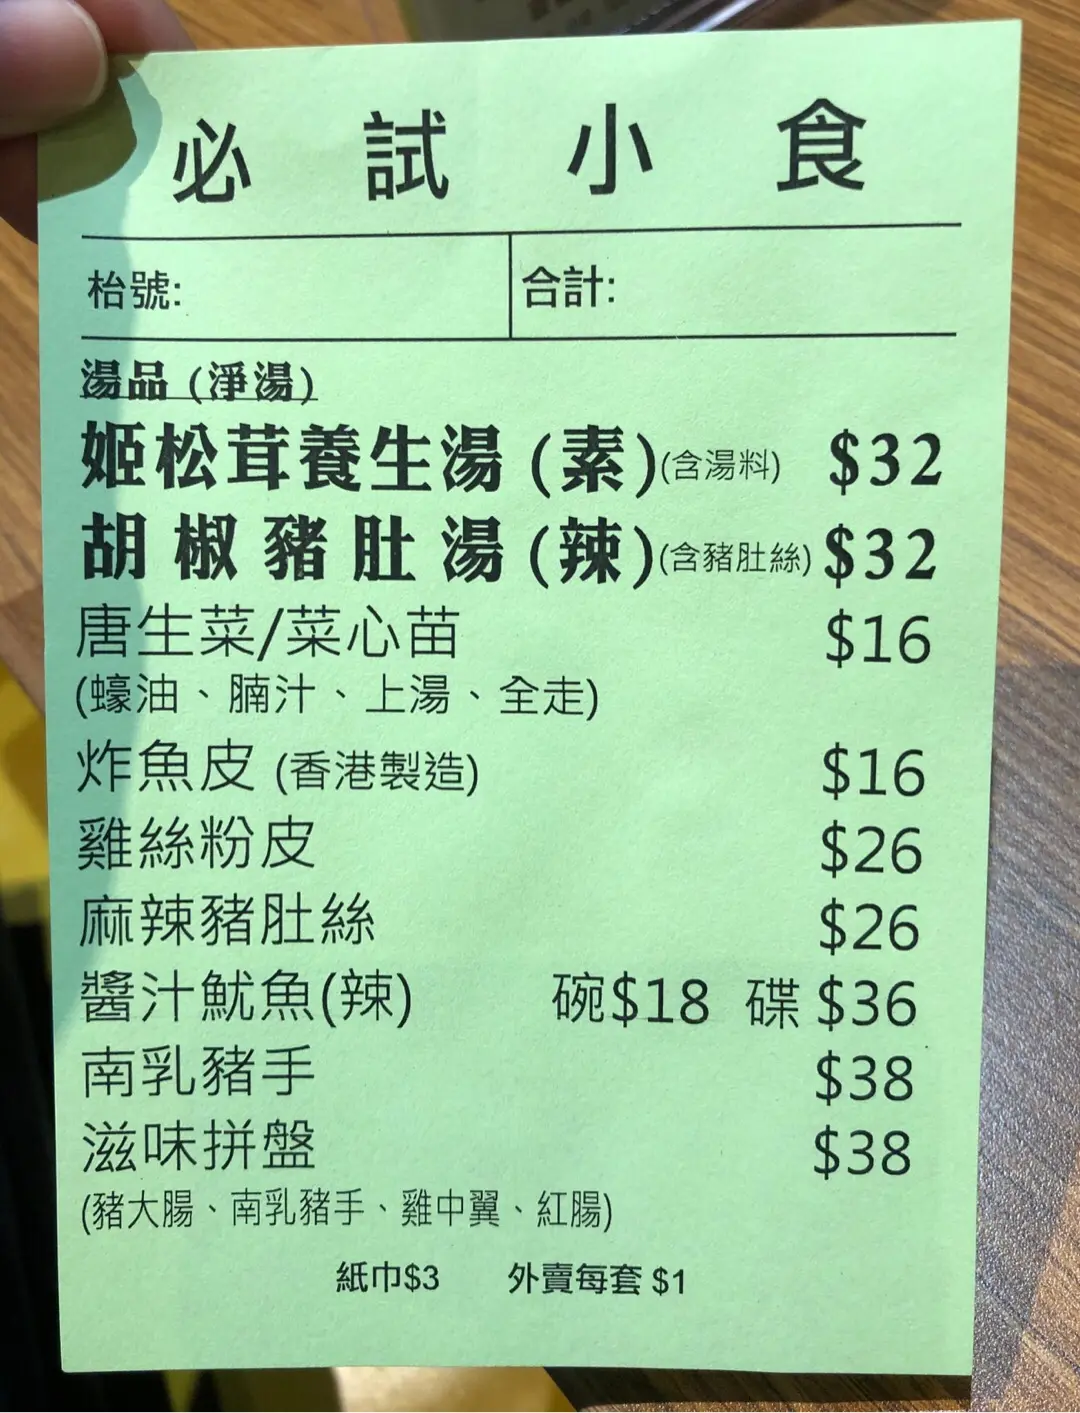 必試小食
枱號:
合計:
湯品 (淨湯)
姬松茸養生湯 (素)(含湯料) $32
胡椒豬肚湯 (辣)(含豬肚絲) $32
唐生菜/菜心苗 $16
(蠔油、腩汁、上湯、全走)
炸魚皮 (香港製造) $16
雞絲粉皮 $26
麻辣豬肚絲 $26
醬汁魷魚(辣) 碗$18 碟 $36
南乳豬手 $38
滋味拼盤 $38
(豬大腸、南乳豬手、雞中翼、紅腸)
紙巾$3 外賣每套 $1